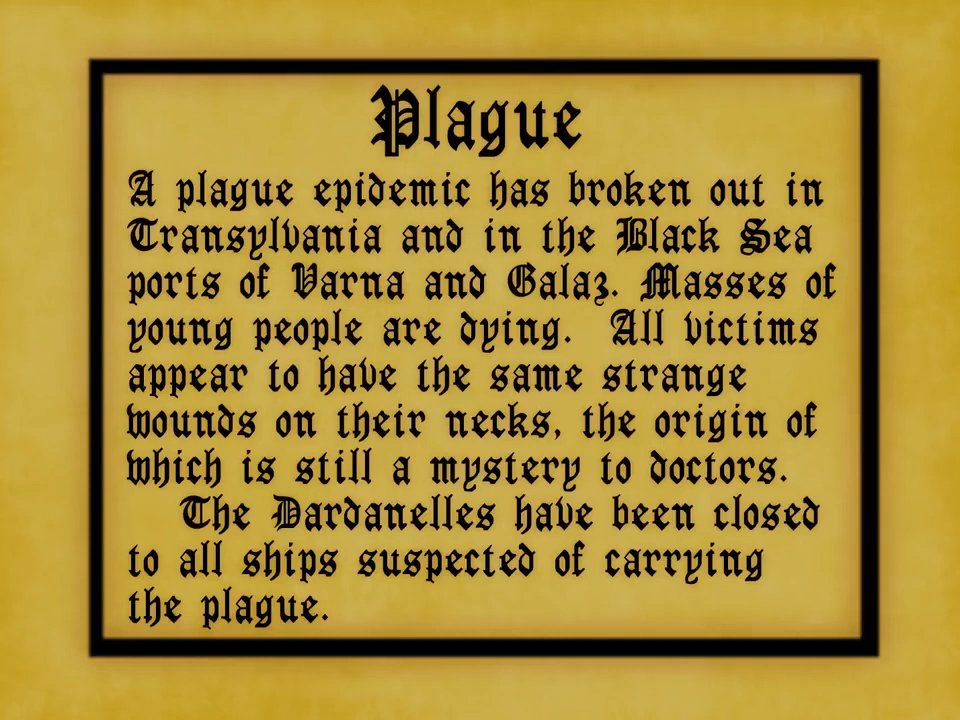 Plague
A plague epidemic has broken out in
Transylvania and in the Black Sea
ports of Varna and Galaz. Masses of
young people are dying. All victims
appear to have the same strange
wounds on their necks, the origin of
which is still a mystery to doctors.
The Dardanelles have been closed
to all ships suspected of carrying
the plague.